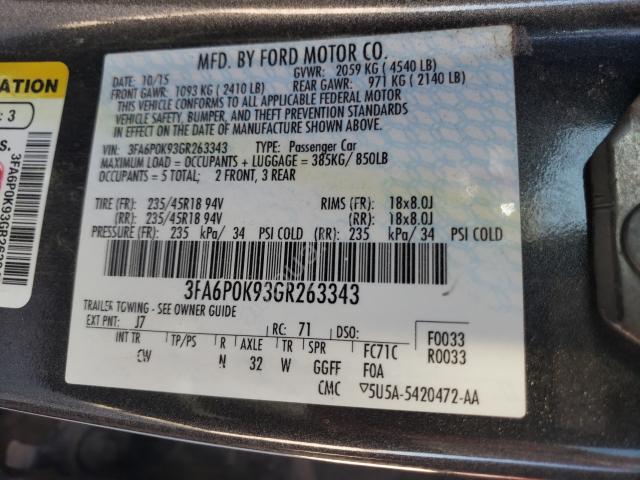 MFD. BY FORD MOTOR CO.
DATE: 10/15 GVWR: 2059 KG ( 4540 LB)
FRONT GAWR: 1093 KG ( 2410 LB) REAR GAWR: 971 KG ( 2140 LB)
THIS VEHICLE CONFORMS TO ALL APPLICABLE FEDERAL MOTOR
VEHICLE SAFETY, BUMPER, AND THEFT PREVENTION STANDARDS
IN EFFECT ON THE DATE OF MANUFACTURE SHOWN ABOVE.
VIN: 3FA6P0K93GR263343 TYPE: Passenger Car
MAXIMUM LOAD = OCCUPANTS + LUGGAGE = 385KG/ 850LB
OCCUPANTS = 5 TOTAL: 2 FRONT, 3 REAR
TIRE (FR): 235/45R18 94V RIMS (FR): 18x8.0J
(RR): 235/45R18 94V (RR): 18x8.0J
PRESSURE (FR): 235 kPa/ 34 PSI COLD (RR): 235 kPa/ 34 PSI COLD
3FA6P0K93GR263343
TRAILER TOWING - SEE OWNER GUIDE
EXT PNT: J7 RC: 71 DSO:
INT TR TP/PS R AXLE TR SPR FC71C F0033
CW N 32 W GGFF F0A R0033
CMC ▽5U5A-5420472-AA
ATION
: 3
S.